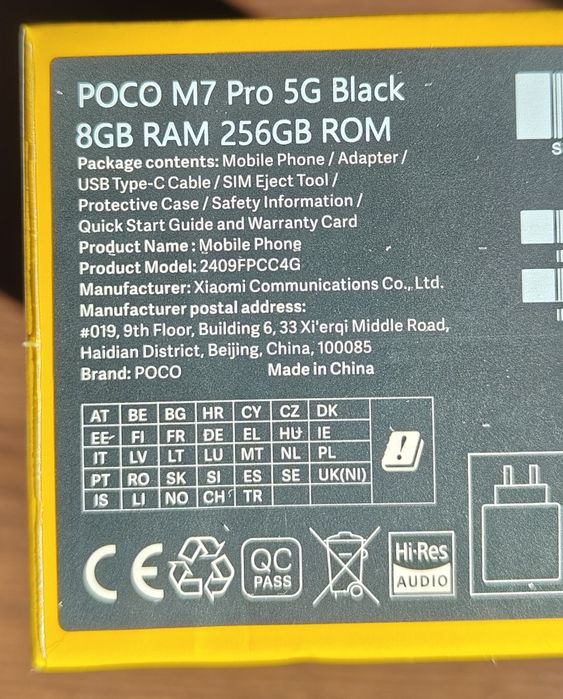 POCO M7 Pro 5G Black
8GB RAM 256GB ROM
Package contents: Mobile Phone / Adapter /
USB Type-C Cable / SIM Eject Tool /
Protective Case / Safety Information /
Quick Start Guide and Warranty Card
Product Name : Mobile Phone
Product Model: 2409FPCC4G
Manufacturer: Xiaomi Communications Co., Ltd.
Manufacturer postal address:
#019, 9th Floor, Building 6, 33 Xi'erqi Middle Road,
Haidian District, Beijing, China, 100085
Brand: POCO Made in China
AT BE BG HR CY CZ DK
EE FI FR DE EL HU IE
IT LV LT LU MT NL PL
PT RO SK SI ES SE UK(NI)
IS LI NO CH TR
CE
QC
PASS
Hi-Res
AUDIO